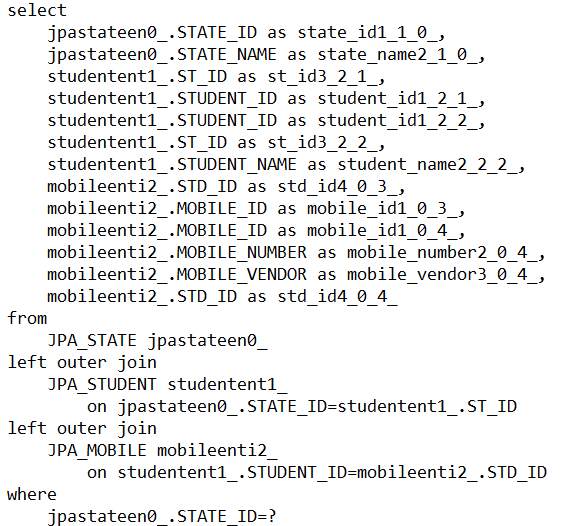 select
    jpastateen0_.STATE_ID as state_id1_1_0_,
    jpastateen0_.STATE_NAME as state_name2_1_0_,
    studentent1_.ST_ID as st_id3_2_1_,
    studentent1_.STUDENT_ID as student_id1_2_1_,
    studentent1_.STUDENT_ID as student_id1_2_2_,
    studentent1_.ST_ID as st_id3_2_2_,
    studentent1_.STUDENT_NAME as student_name2_2_2_,
    mobileenti2_.STD_ID as std_id4_0_3_,
    mobileenti2_.MOBILE_ID as mobile_id1_0_3_,
    mobileenti2_.MOBILE_ID as mobile_id1_0_4_,
    mobileenti2_.MOBILE_NUMBER as mobile_number2_0_4_,
    mobileenti2_.MOBILE_VENDOR as mobile_vendor3_0_4_,
    mobileenti2_.STD_ID as std_id4_0_4_
from
    JPA_STATE jpastateen0_
left outer join
    JPA_STUDENT studentent1_
        on jpastateen0_.STATE_ID=studentent1_.ST_ID
left outer join
    JPA_MOBILE mobileenti2_
        on studentent1_.STUDENT_ID=mobileenti2_.STD_ID
where
    jpastateen0_.STATE_ID=?